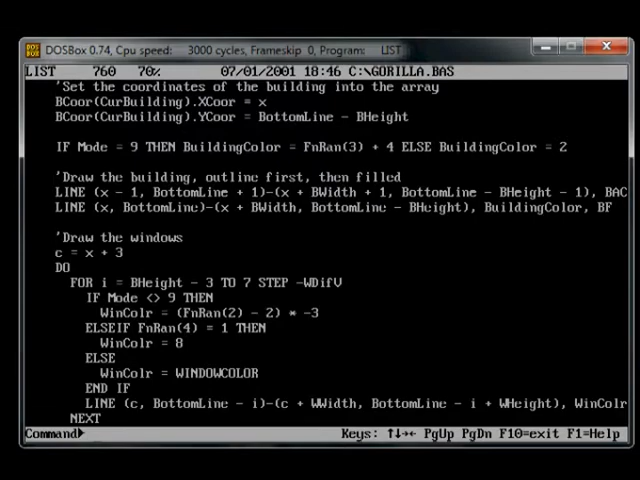 DOSBox 0.74, Cpu speed: 3000 cycles, Frameskip 0, Program: LIST
LIST 760 70% 07/01/2001 18:46 C:\GORILLA.BAS
'Set the coordinates of the building into the array
BCoor(CurBuilding).XCoor = x
BCoor(CurBuilding).YCoor = BottomLine - BHeight
IF Mode = 9 THEN BuildingColor = FnRan(3) + 4 ELSE BuildingColor = 2
'Draw the building, outline first, then filled
LINE (x - 1, BottomLine + 1)-(x + BWidth + 1, BottomLine - BHeight - 1), BAC
LINE (x, BottomLine)-(x + BWidth, BottomLine - BHeight), BuildingColor, BF
'Draw the windows
c = x + 3
DO
FOR i = BHeight - 3 TO 7 STEP -WDifV
IF Mode <> 9 THEN
WinColr = (FnRan(2) - 2) * -3
ELSEIF FnRan(4) = 1 THEN
WinColr = 8
ELSE
WinColr = WINDOWCOLOR
END IF
LINE (c, BottomLine - i)-(c + WWidth, BottomLine - i + WHeight), WinColr
NEXT
Command▶ Keys: ↑↓→← PgUp PgDn F10=exit F1=Help